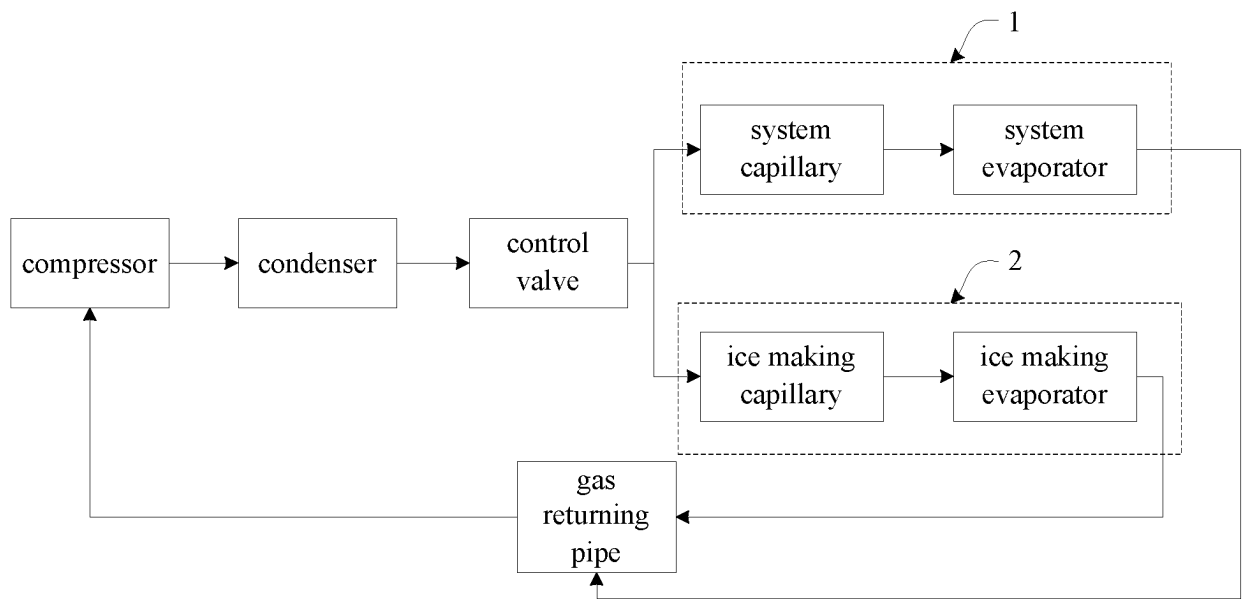 1
system
capillary
system
evaporator
compressor
condenser
control
valve
2
ice making
capillary
ice making
evaporator
gas
returning
pipe